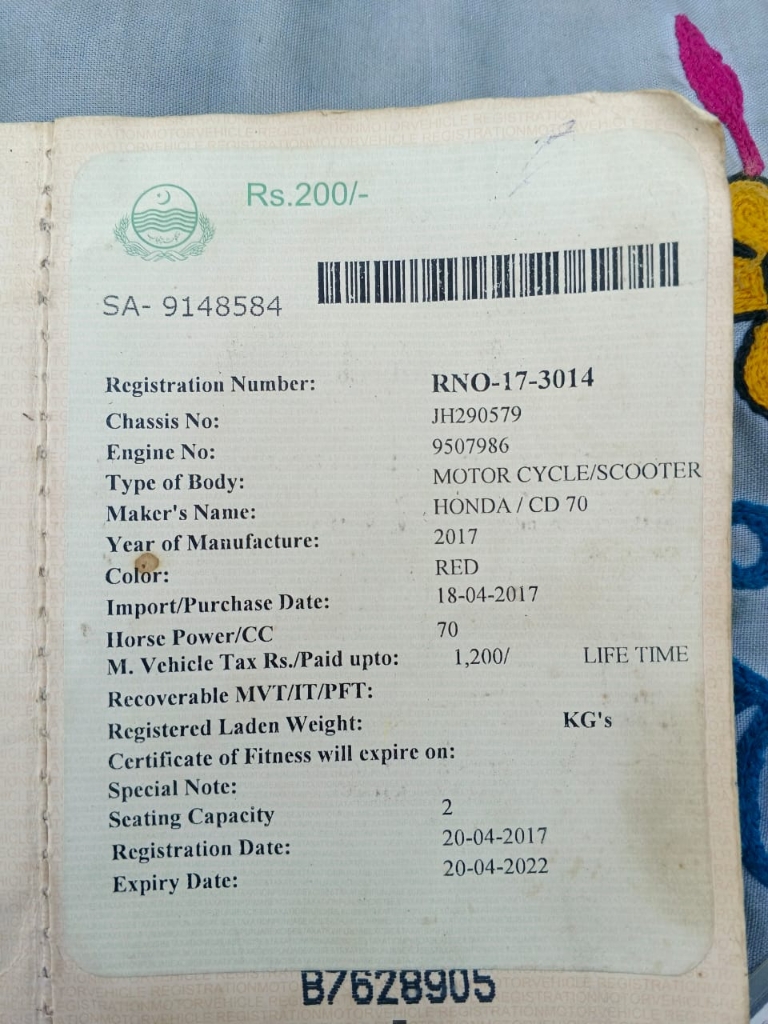 Rs.200/-
SA- 9148584
Registration Number: RNO-17-3014
Chassis No: JH290579
Engine No: 9507986
Type of Body: MOTOR CYCLE/SCOOTER
Maker's Name: HONDA / CD 70
Year of Manufacture: 2017
Color: RED
Import/Purchase Date: 18-04-2017
Horse Power/CC 70
M. Vehicle Tax Rs./Paid upto: 1,200/ LIFE TIME
Recoverable MVT/IT/PFT:
Registered Laden Weight: KG's
Certificate of Fitness will expire on:
Special Note:
Seating Capacity 2
Registration Date: 20-04-2017
Expiry Date: 20-04-2022
B7628905